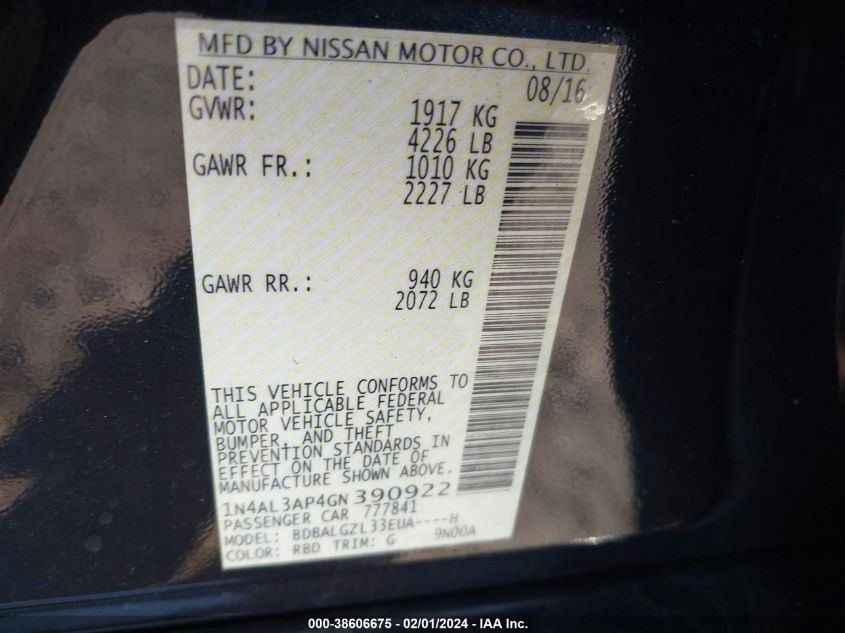 MFD BY NISSAN MOTOR CO., LTD
DATE: 08/16
GVWR: 1917 KG
4226 LB
GAWR FR.: 1010 KG
2227 LB
GAWR RR.: 940 KG
2072 LB
THIS VEHICLE CONFORMS TO
ALL APPLICABLE FEDERAL
MOTOR VEHICLE SAFETY,
BUMPER, AND THEFT
PREVENTION STANDARDS IN
EFFECT ON THE DATE OF
MANUFACTURE SHOWN ABOVE.
1N4AL3AP4GN390922
PASSENGER CAR 777841
MODEL: BDBALGZL33EUA----H
COLOR: RBD TRIM: G 9N00A
000-38606675 - 02/01/2024 - IAA Inc.